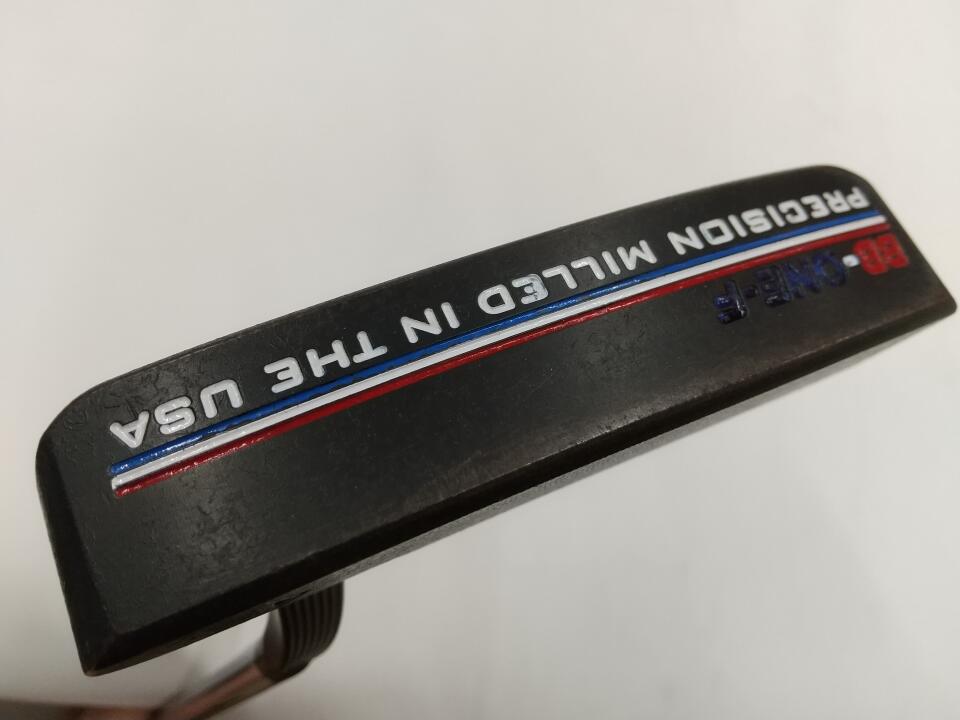 BB•ONE-F
PRECISION MILLED IN THE USA